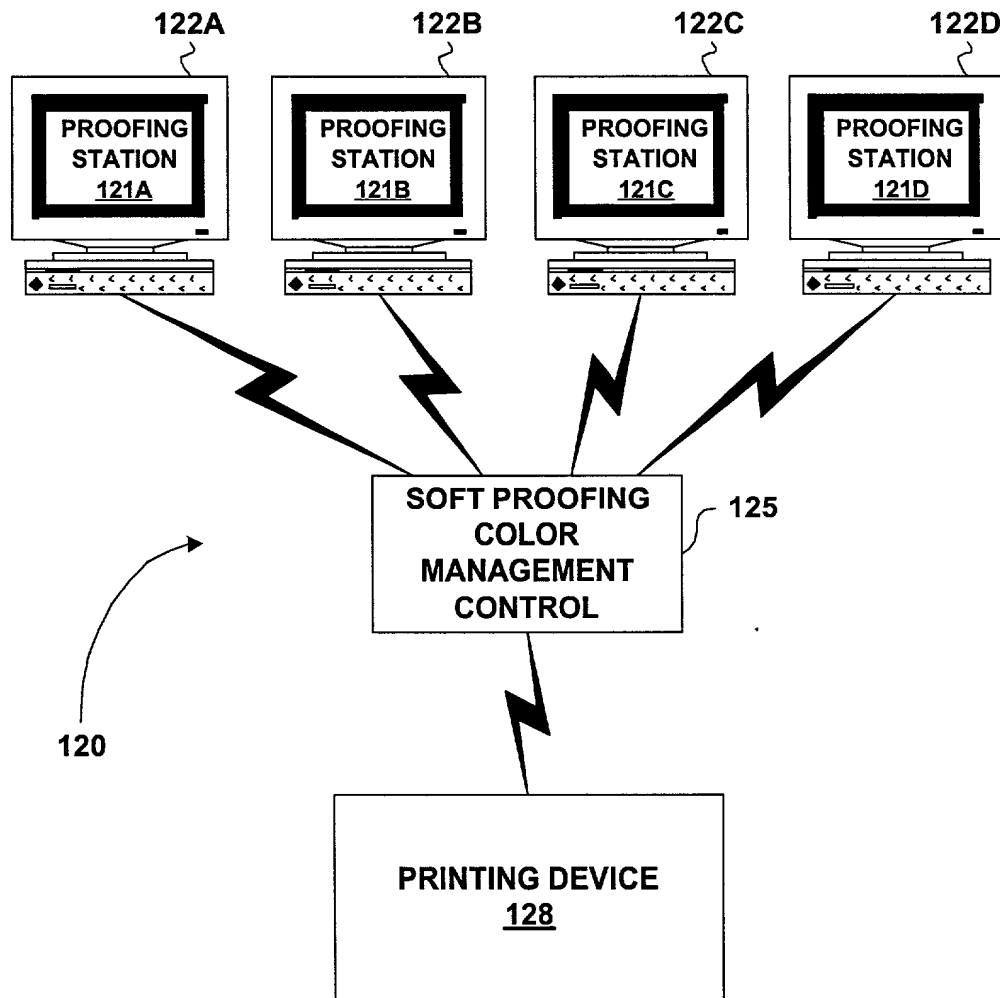 122A 122B 122C 122D
PROOFING STATION 121A
PROOFING STATION 121B
PROOFING STATION 121C
PROOFING STATION 121D
SOFT PROOFING
COLOR
MANAGEMENT
CONTROL
125
120
PRINTING DEVICE
128